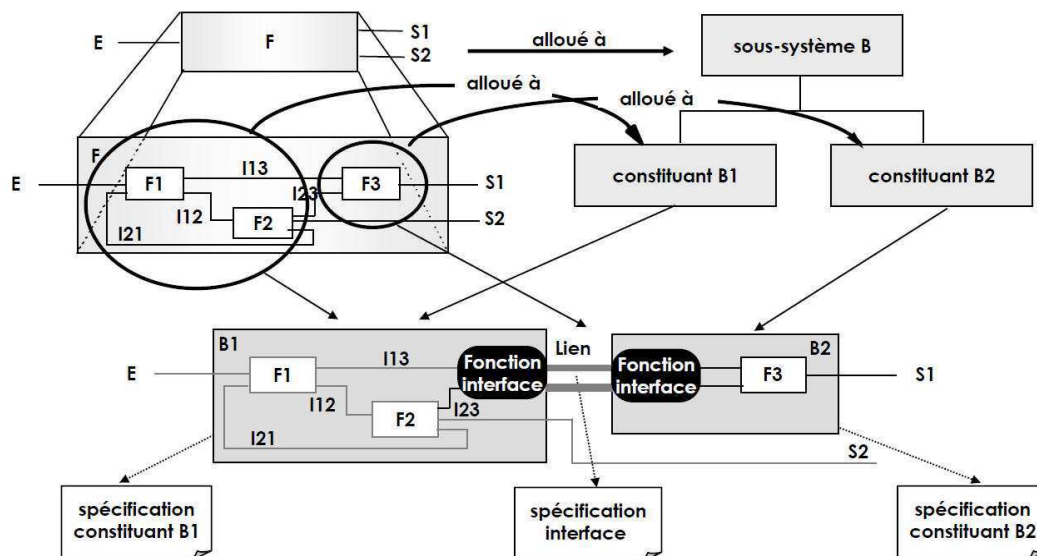 E
F
S1
S2
alloué à
sous-système B
alloué à
alloué à
F
E
F1
I13
F3
S1
I23
I12
F2
S2
I21
constituant B1
constituant B2
B1
Lien
B2
E
F1
I13
Fonction
interface
Fonction
interface
F3
S1
I12
F2
I23
I21
S2
spécification
constituant B1
spécification
interface
spécification
constituant B2